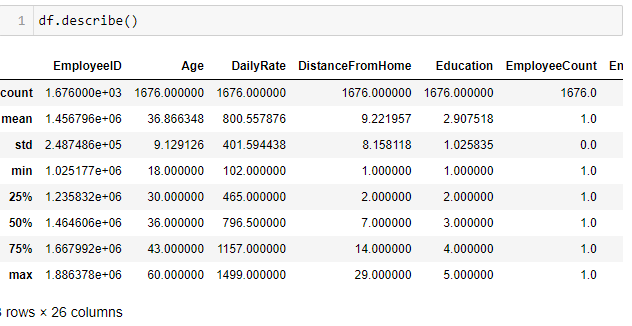 1 df.describe()
EmployeeID Age DailyRate DistanceFromHome Education EmployeeCount
count 1.676000e+03 1676.000000 1676.000000 1676.000000 1676.000000 1676.0
mean 1.456796e+06 36.866348 800.557876 9.221957 2.907518 1.0
std 2.487486e+05 9.129126 401.594438 8.158118 1.025835 0.0
min 1.025177e+06 18.000000 102.000000 1.000000 1.000000 1.0
25% 1.235832e+06 30.000000 465.000000 2.000000 2.000000 1.0
50% 1.464606e+06 36.000000 796.500000 7.000000 3.000000 1.0
75% 1.667992e+06 43.000000 1157.000000 14.000000 4.000000 1.0
max 1.886378e+06 60.000000 1499.000000 29.000000 5.000000 1.0
rows × 26 columns